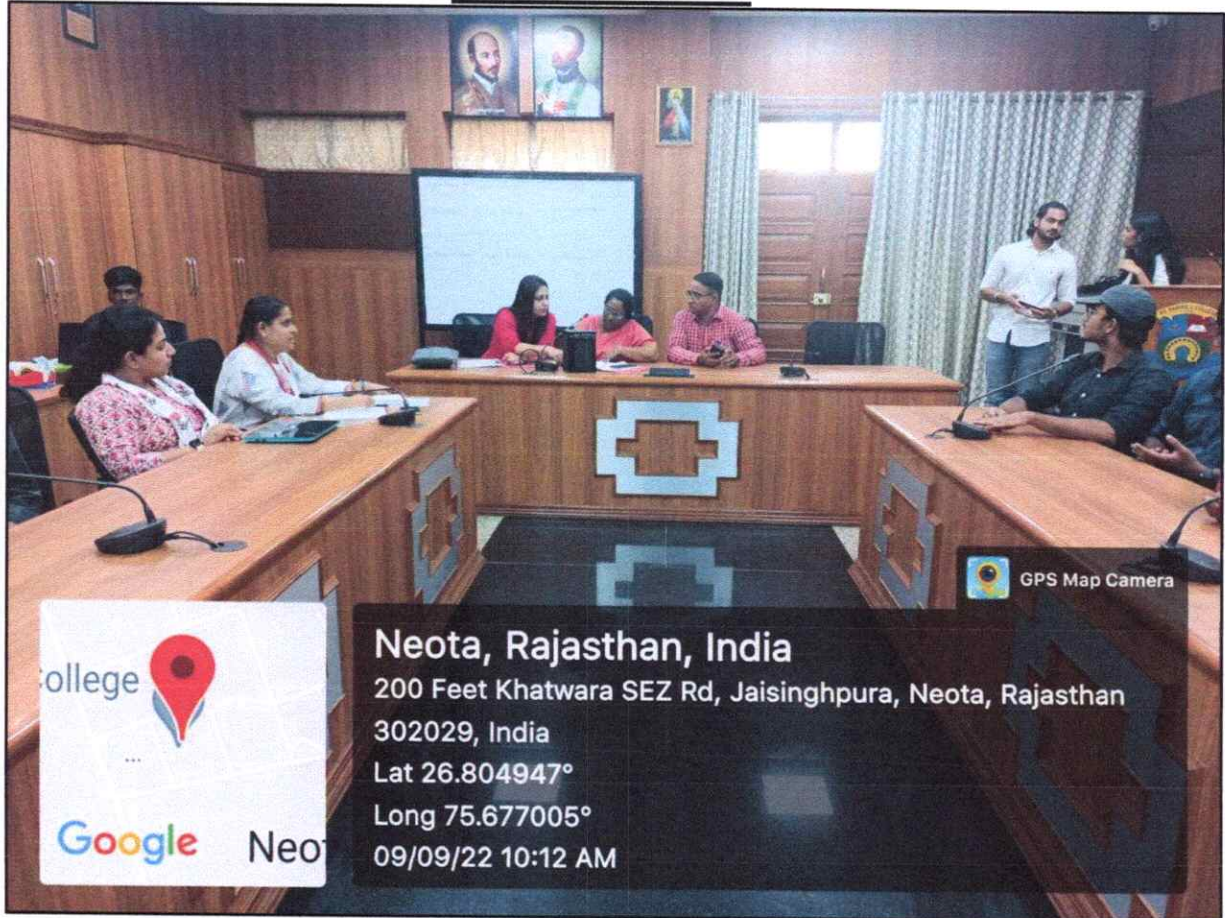 GPS Map Camera
ollege
Google
Neo
Neota, Rajasthan, India
200 Feet Khatwara SEZ Rd, Jaisinghpura, Neota, Rajasthan
302029, India
Lat 26.804947°
Long 75.677005°
09/09/22 10:12 AM